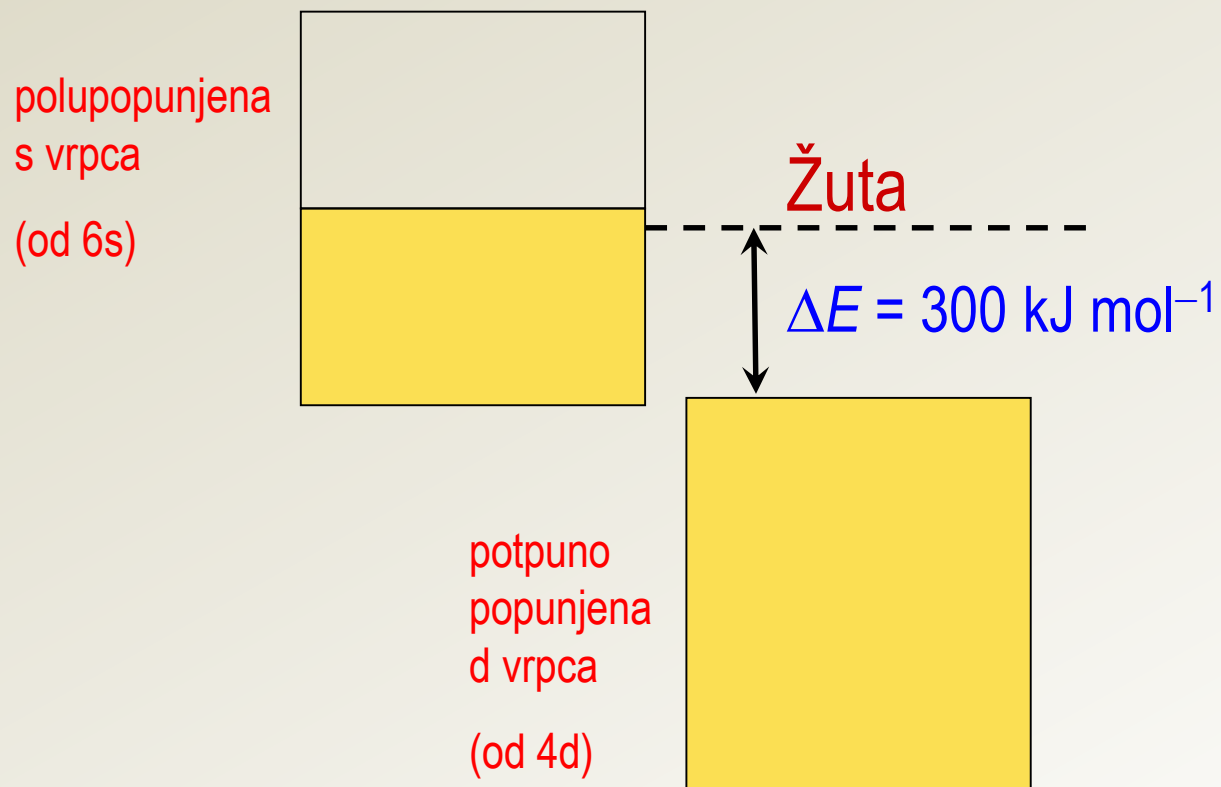 polupopunjena
s vrpca
(od 6s)
Žuta
ΔE = 300 kJ mol⁻¹
potpuno
popunjena
d vrpca
(od 4d)